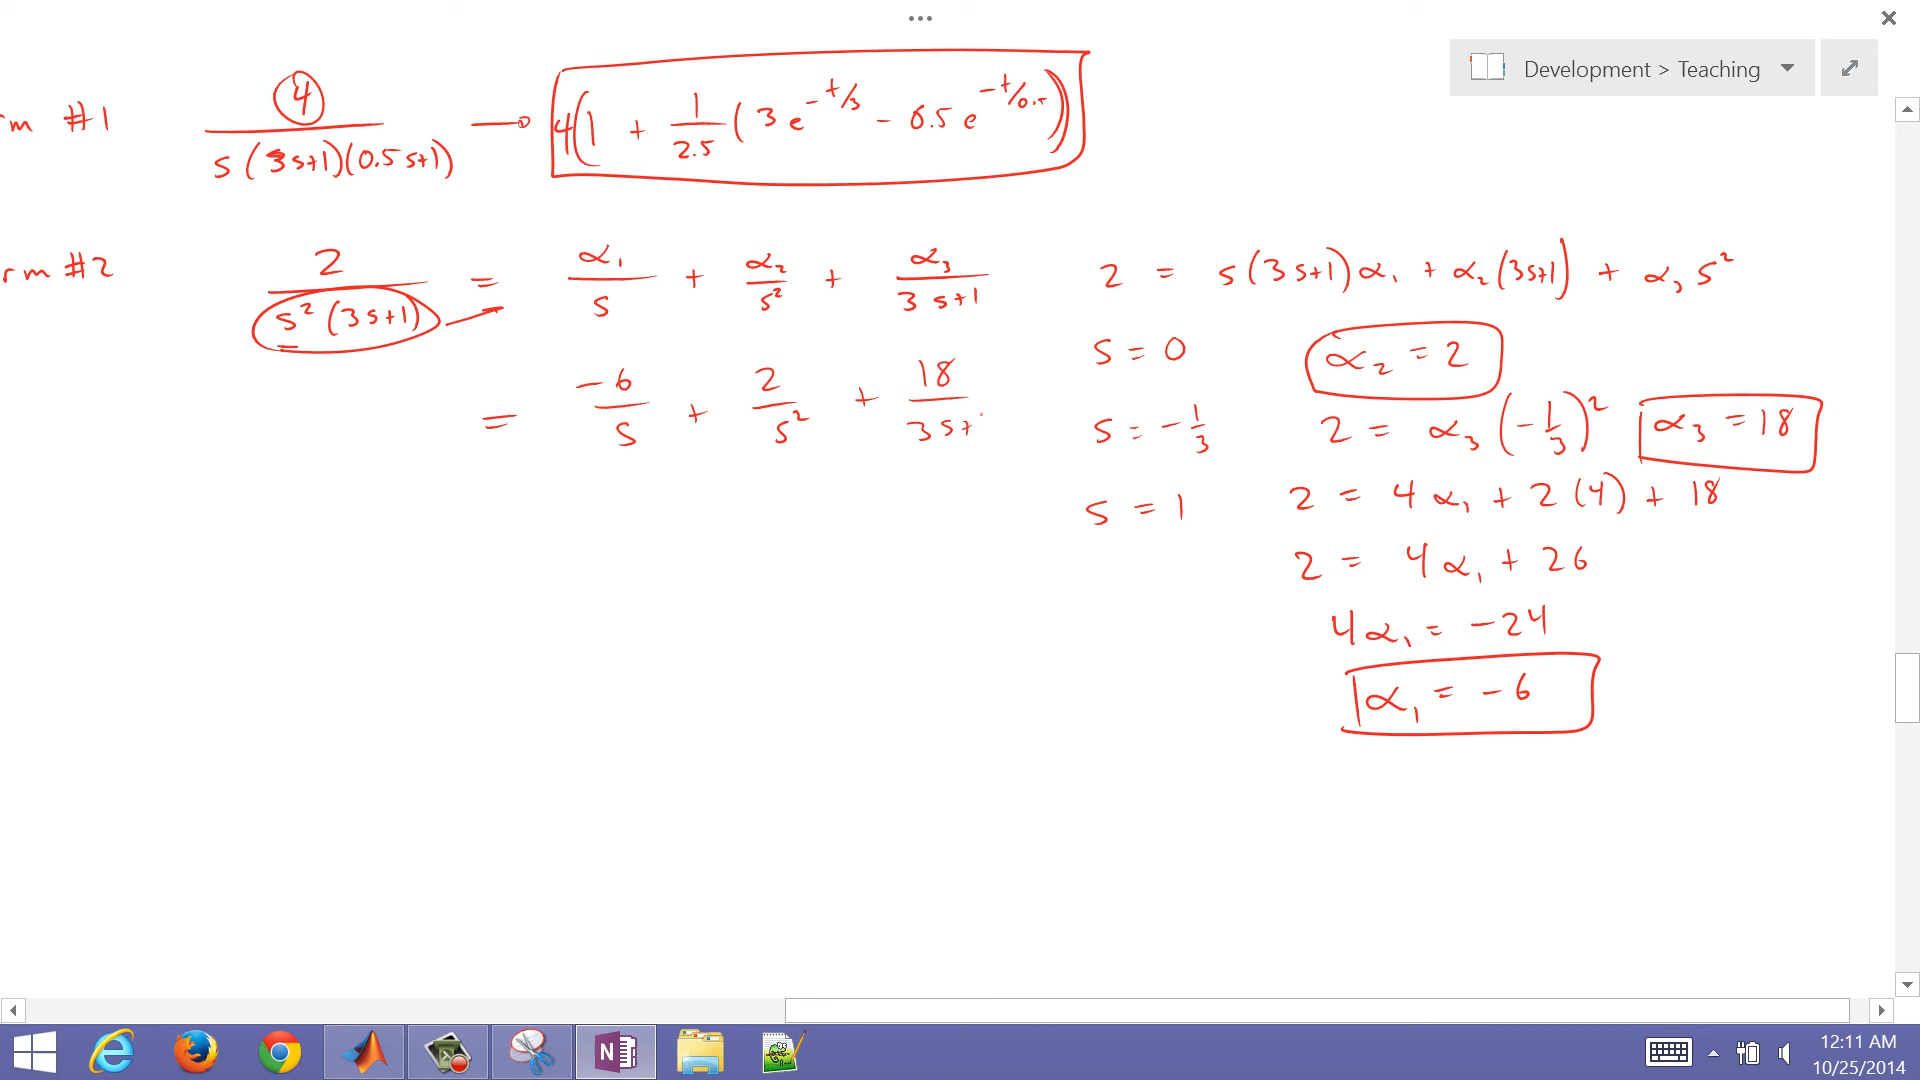 ...
Development > Teaching
rm #1 4 / s(3s+1)(0.5s+1) → 4(1 + 1/2.5 (3e^{-t/3} - 0.5e^{-t/0.5}))
rm #2 2 / s²(3s+1) = α₁/s + α₂/s² + α₃/3s+1
= -6/s + 2/s² + 18/3s+
2 = s(3s+1)α₁ + α₂(3s+1) + α₃s²
s = 0 α₂ = 2
s = -1/3 2 = α₃(-1/3)² α₃ = 18
s = 1 2 = 4α₁ + 2(4) + 18
2 = 4α₁ + 26
4α₁ = -24
α₁ = -6
12:11 AM
10/25/2014